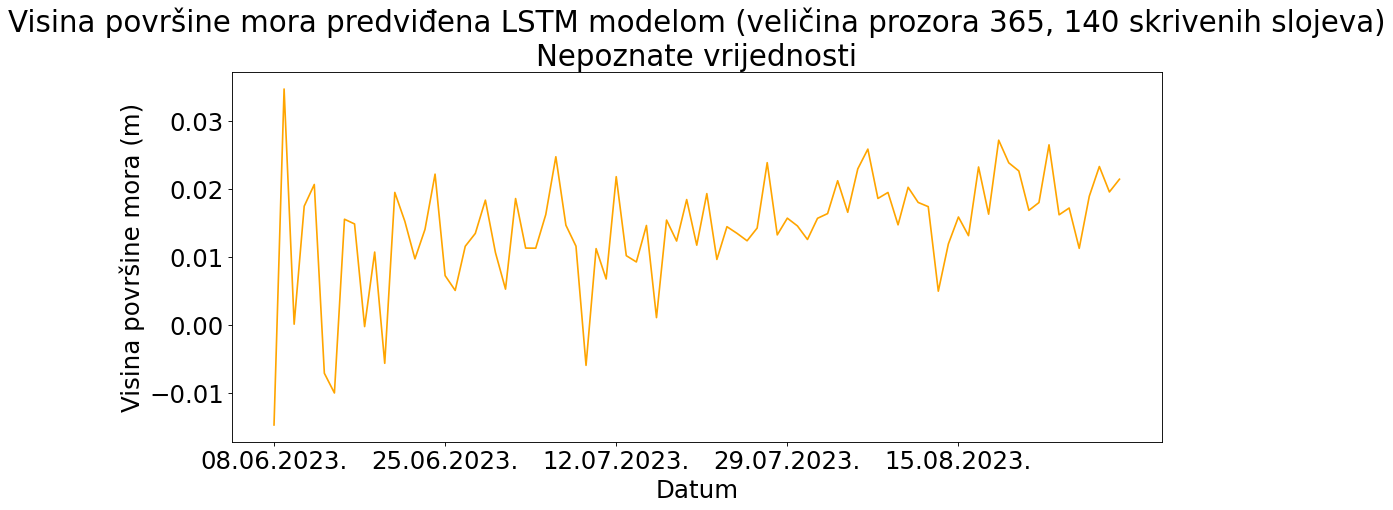 Visina površine mora predviđena LSTM modelom (veličina prozora 365, 140 skrivenih slojeva)
Nepoznate vrijednosti
Visina površine mora (m)
0.03
0.02
0.01
0.00
−0.01
08.06.2023. 25.06.2023. 12.07.2023. 29.07.2023. 15.08.2023.
Datum